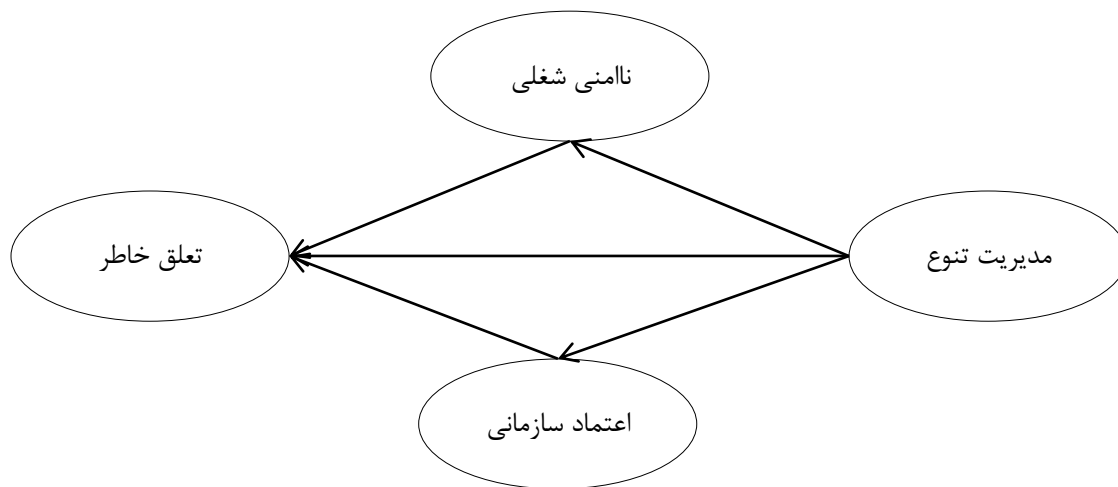 ناامنی شغلی
مدیریت تنوع
تعلق خاطر
اعتماد سازمانی